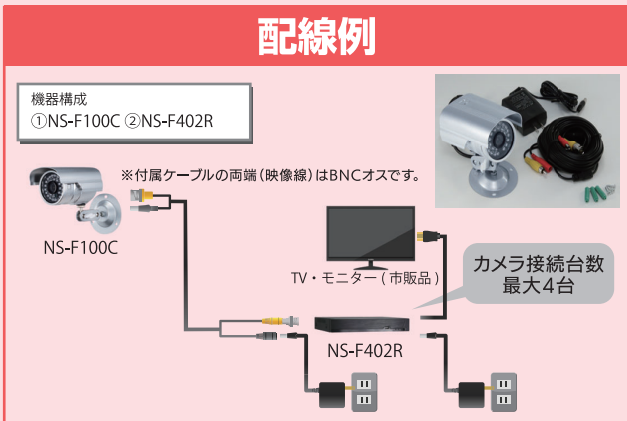 配線例
機器構成
①NS-F100C ②NS-F402R
※付属ケーブルの両端(映像線)はBNCオスです。
NS-F100C
TV・モニター(市販品)
カメラ接続台数
最大4台
NS-F402R